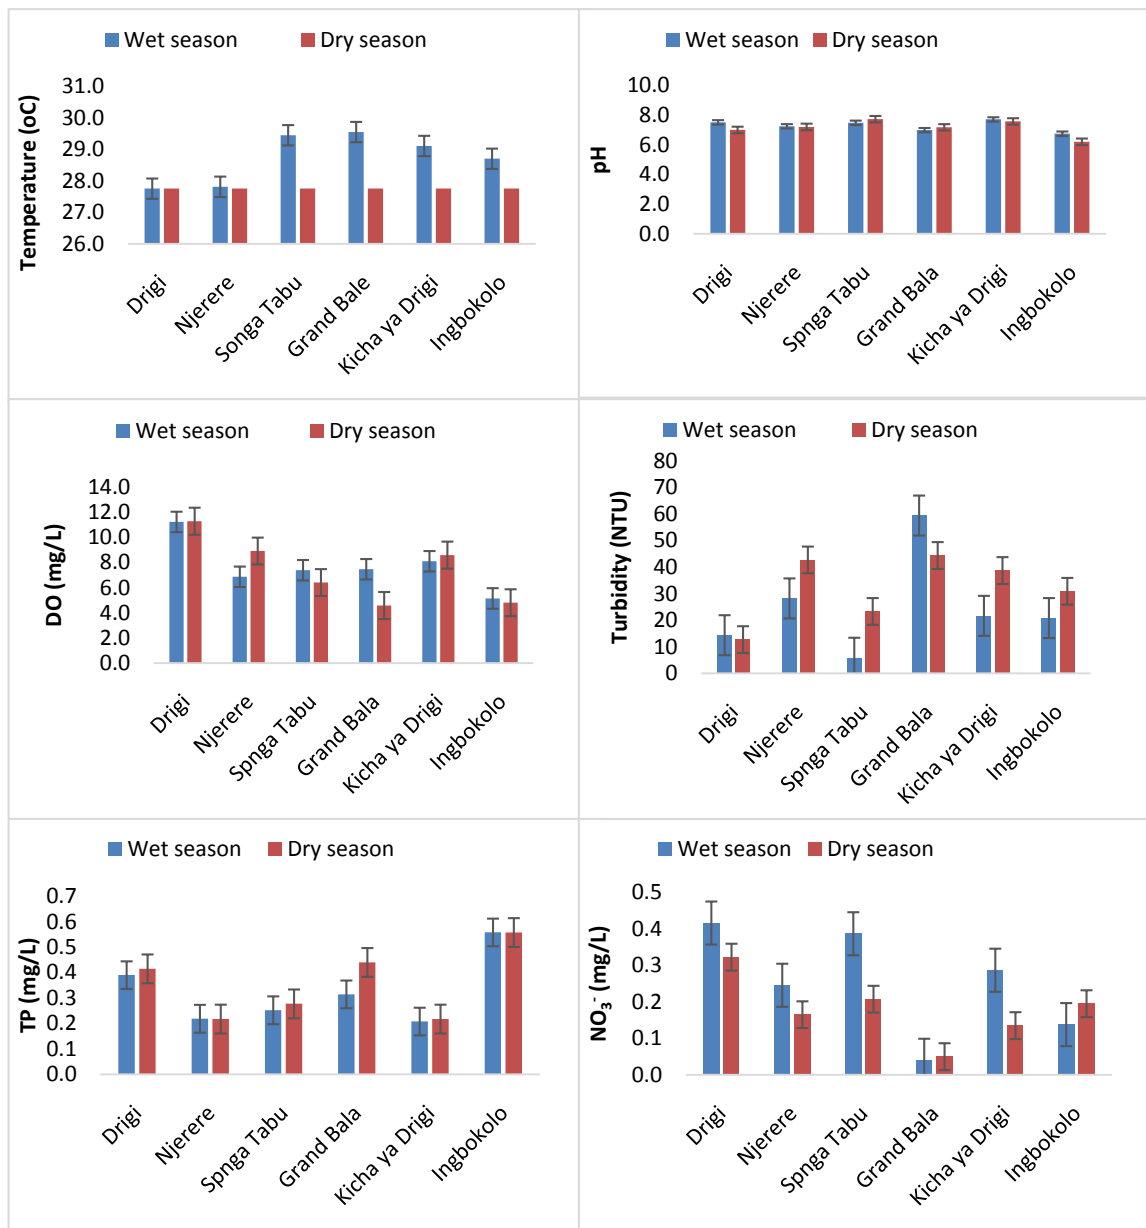 Wet season Dry season
Temperature (oC)
31.0
30.0
29.0
28.0
27.0
26.0
Drigi
Njerere
Songa Tabu
Grand Bale
Kicha ya Drigi
Ingbokolo
Wet season Dry season
pH
10.0
8.0
6.0
4.0
2.0
0.0
Drigi
Njerere
Spnga Tabu
Grand Bala
Kicha ya Drigi
Ingbokolo
Wet season Dry season
DO (mg/L)
14.0
12.0
10.0
8.0
6.0
4.0
2.0
0.0
Drigi
Njerere
Spnga Tabu
Grand Bala
Kicha ya Drigi
Ingbokolo
Wet season Dry season
Turbidity (NTU)
80
70
60
50
40
30
20
10
0
Drigi
Njerere
Spnga Tabu
Grand Bala
Kicha ya Drigi
Ingbokolo
Wet season Dry season
TP (mg/L)
0.7
0.6
0.5
0.4
0.3
0.2
0.1
0.0
Drigi
Njerere
Spnga Tabu
Grand Bala
Kicha ya Drigi
Ingbokolo
Wet season Dry season
NO₃⁻ (mg/L)
0.5
0.4
0.3
0.2
0.1
0.0
Drigi
Njerere
Spnga Tabu
Grand Bala
Kicha ya Drigi
Ingbokolo